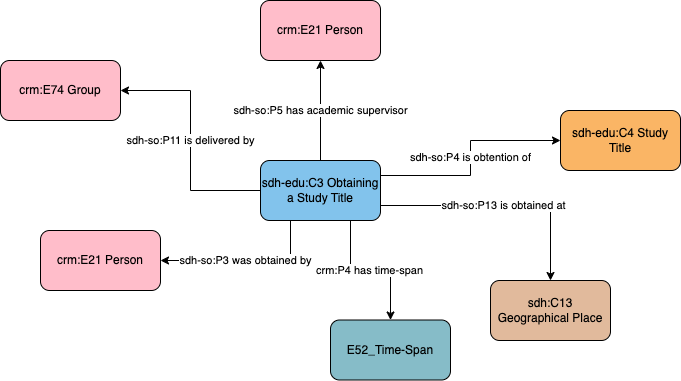 crm:E21 Person
crm:E74 Group
sdh-so:P5 has academic supervisor
sdh-so:P11 is delivered by
sdh-edu:C4 Study
Title
sdh-so:P4 is obtention of
sdh-edu:C3 Obtaining
a Study Title
sdh-so:P13 is obtained at
crm:E21 Person
sdh-so:P3 was obtained by
crm:P4 has time-span
sdh:C13
Geographical Place
E52_Time-Span